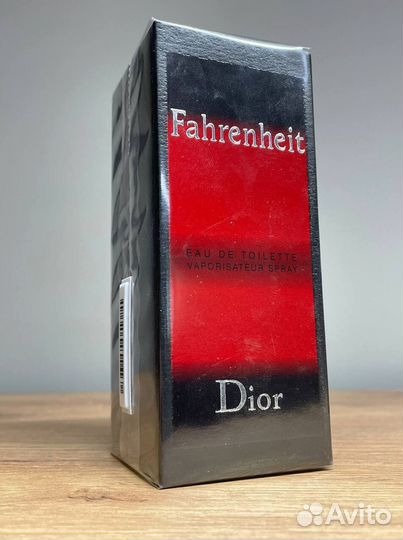 Fahrenheit
EAU DE TOILETTE
VAPORISATEUR SPRAY
Dior
Avito